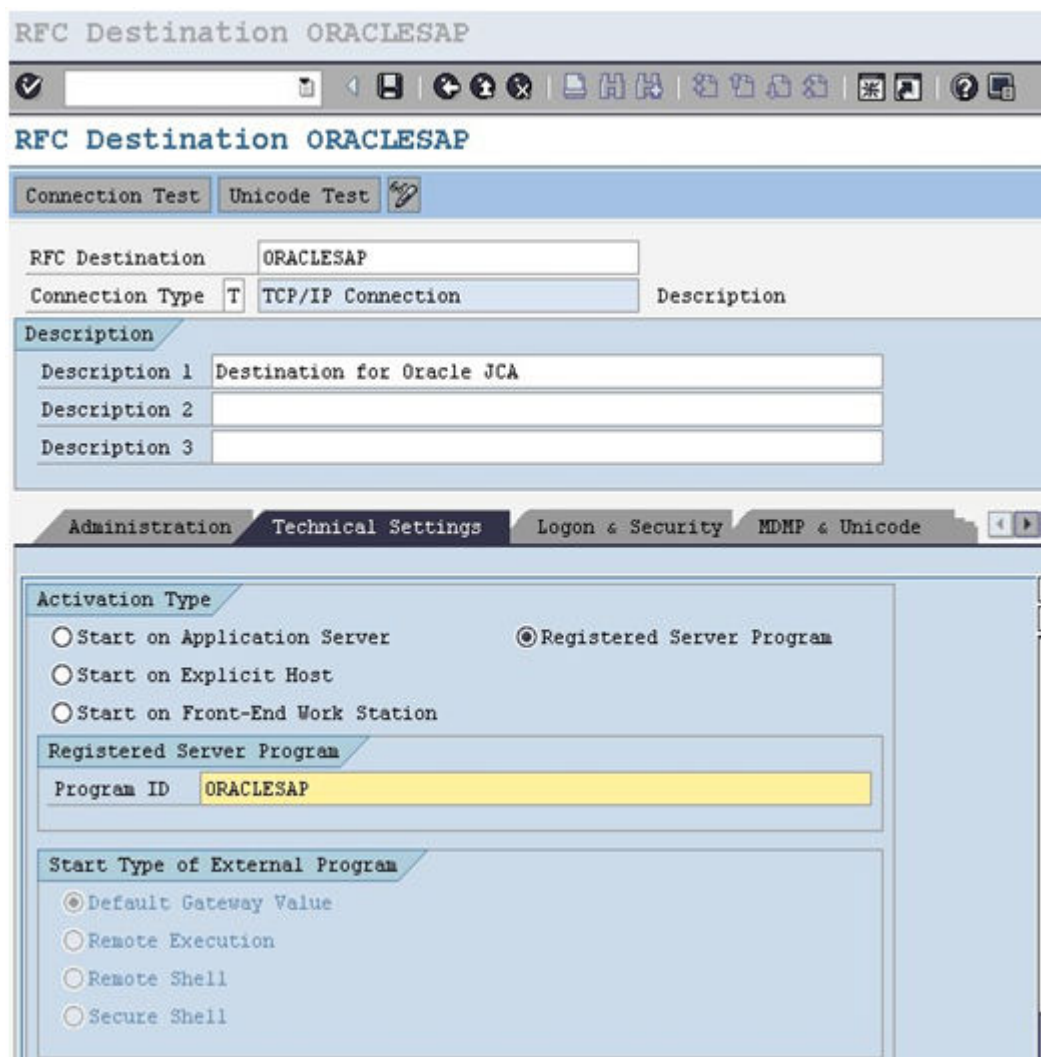 RFC Destination ORACLESAP
RFC Destination ORACLESAP
Connection Test Unicode Test
RFC Destination ORACLESAP
Connection Type T TCP/IP Connection Description
Description
Description 1 Destination for Oracle JCA
Description 2
Description 3
Administration Technical Settings Logon & Security MDMP & Unicode
Activation Type
Start on Application Server Registered Server Program
Start on Explicit Host
Start on Front-End Work Station
Registered Server Program
Program ID ORACLESAP
Start Type of External Program
Default Gateway Value
Remote Execution
Remote Shell
Secure Shell